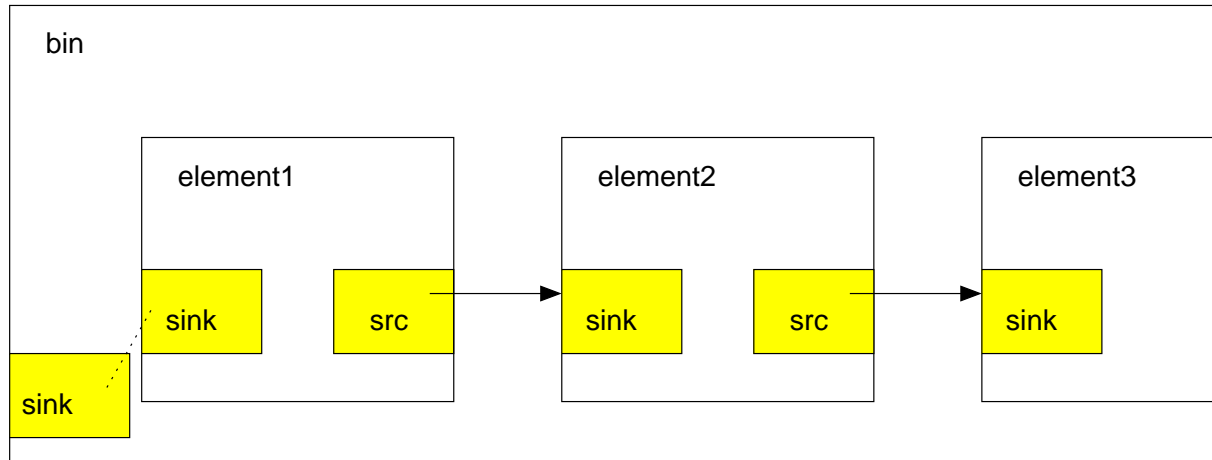 bin
element1
element2
element3
sink
src
sink
src
sink
sink